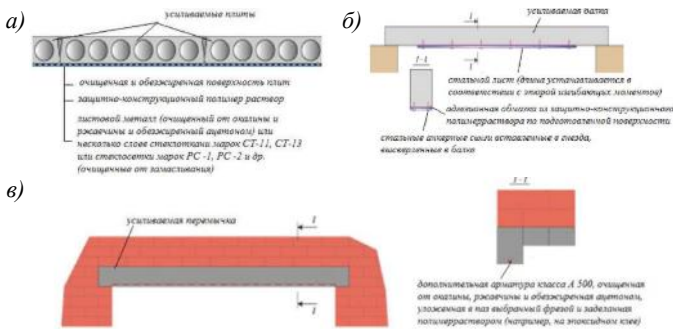 а)
усиливаемые плиты
очищенная и обезжиренная поверхность плит
защитно-конструкционный полимер раствор
листовой металл (очищенный от окалины и
ржавчины и обезжиренный ацетоном) или
несколько слоев стеклоткани марок СТ-11, СТ-13
или стеклосетки марок РС -1, РС -2 и др.
(очищенные от замасливания)
б)
усиливаемая балка
1
1
1-1
стальной лист (длина устанавливается в
соответствии с эпюрой изгибающих моментов)
адгезионная обмазка из защитно-конструкционного
полимерраствора по подготовленной поверхности
стальные анкерные
вставленные в гнезда,
высверленные в балке
в)
усиливаемая перемычка
1
1
1-1
дополнительная арматура класса А 500, очищенная
от окалины, ржавчины и обезжиренная ацетоном,
уложенная в паз выбранный фрезой и заделанная
полимерраствором (например, на эпоксидном клее)